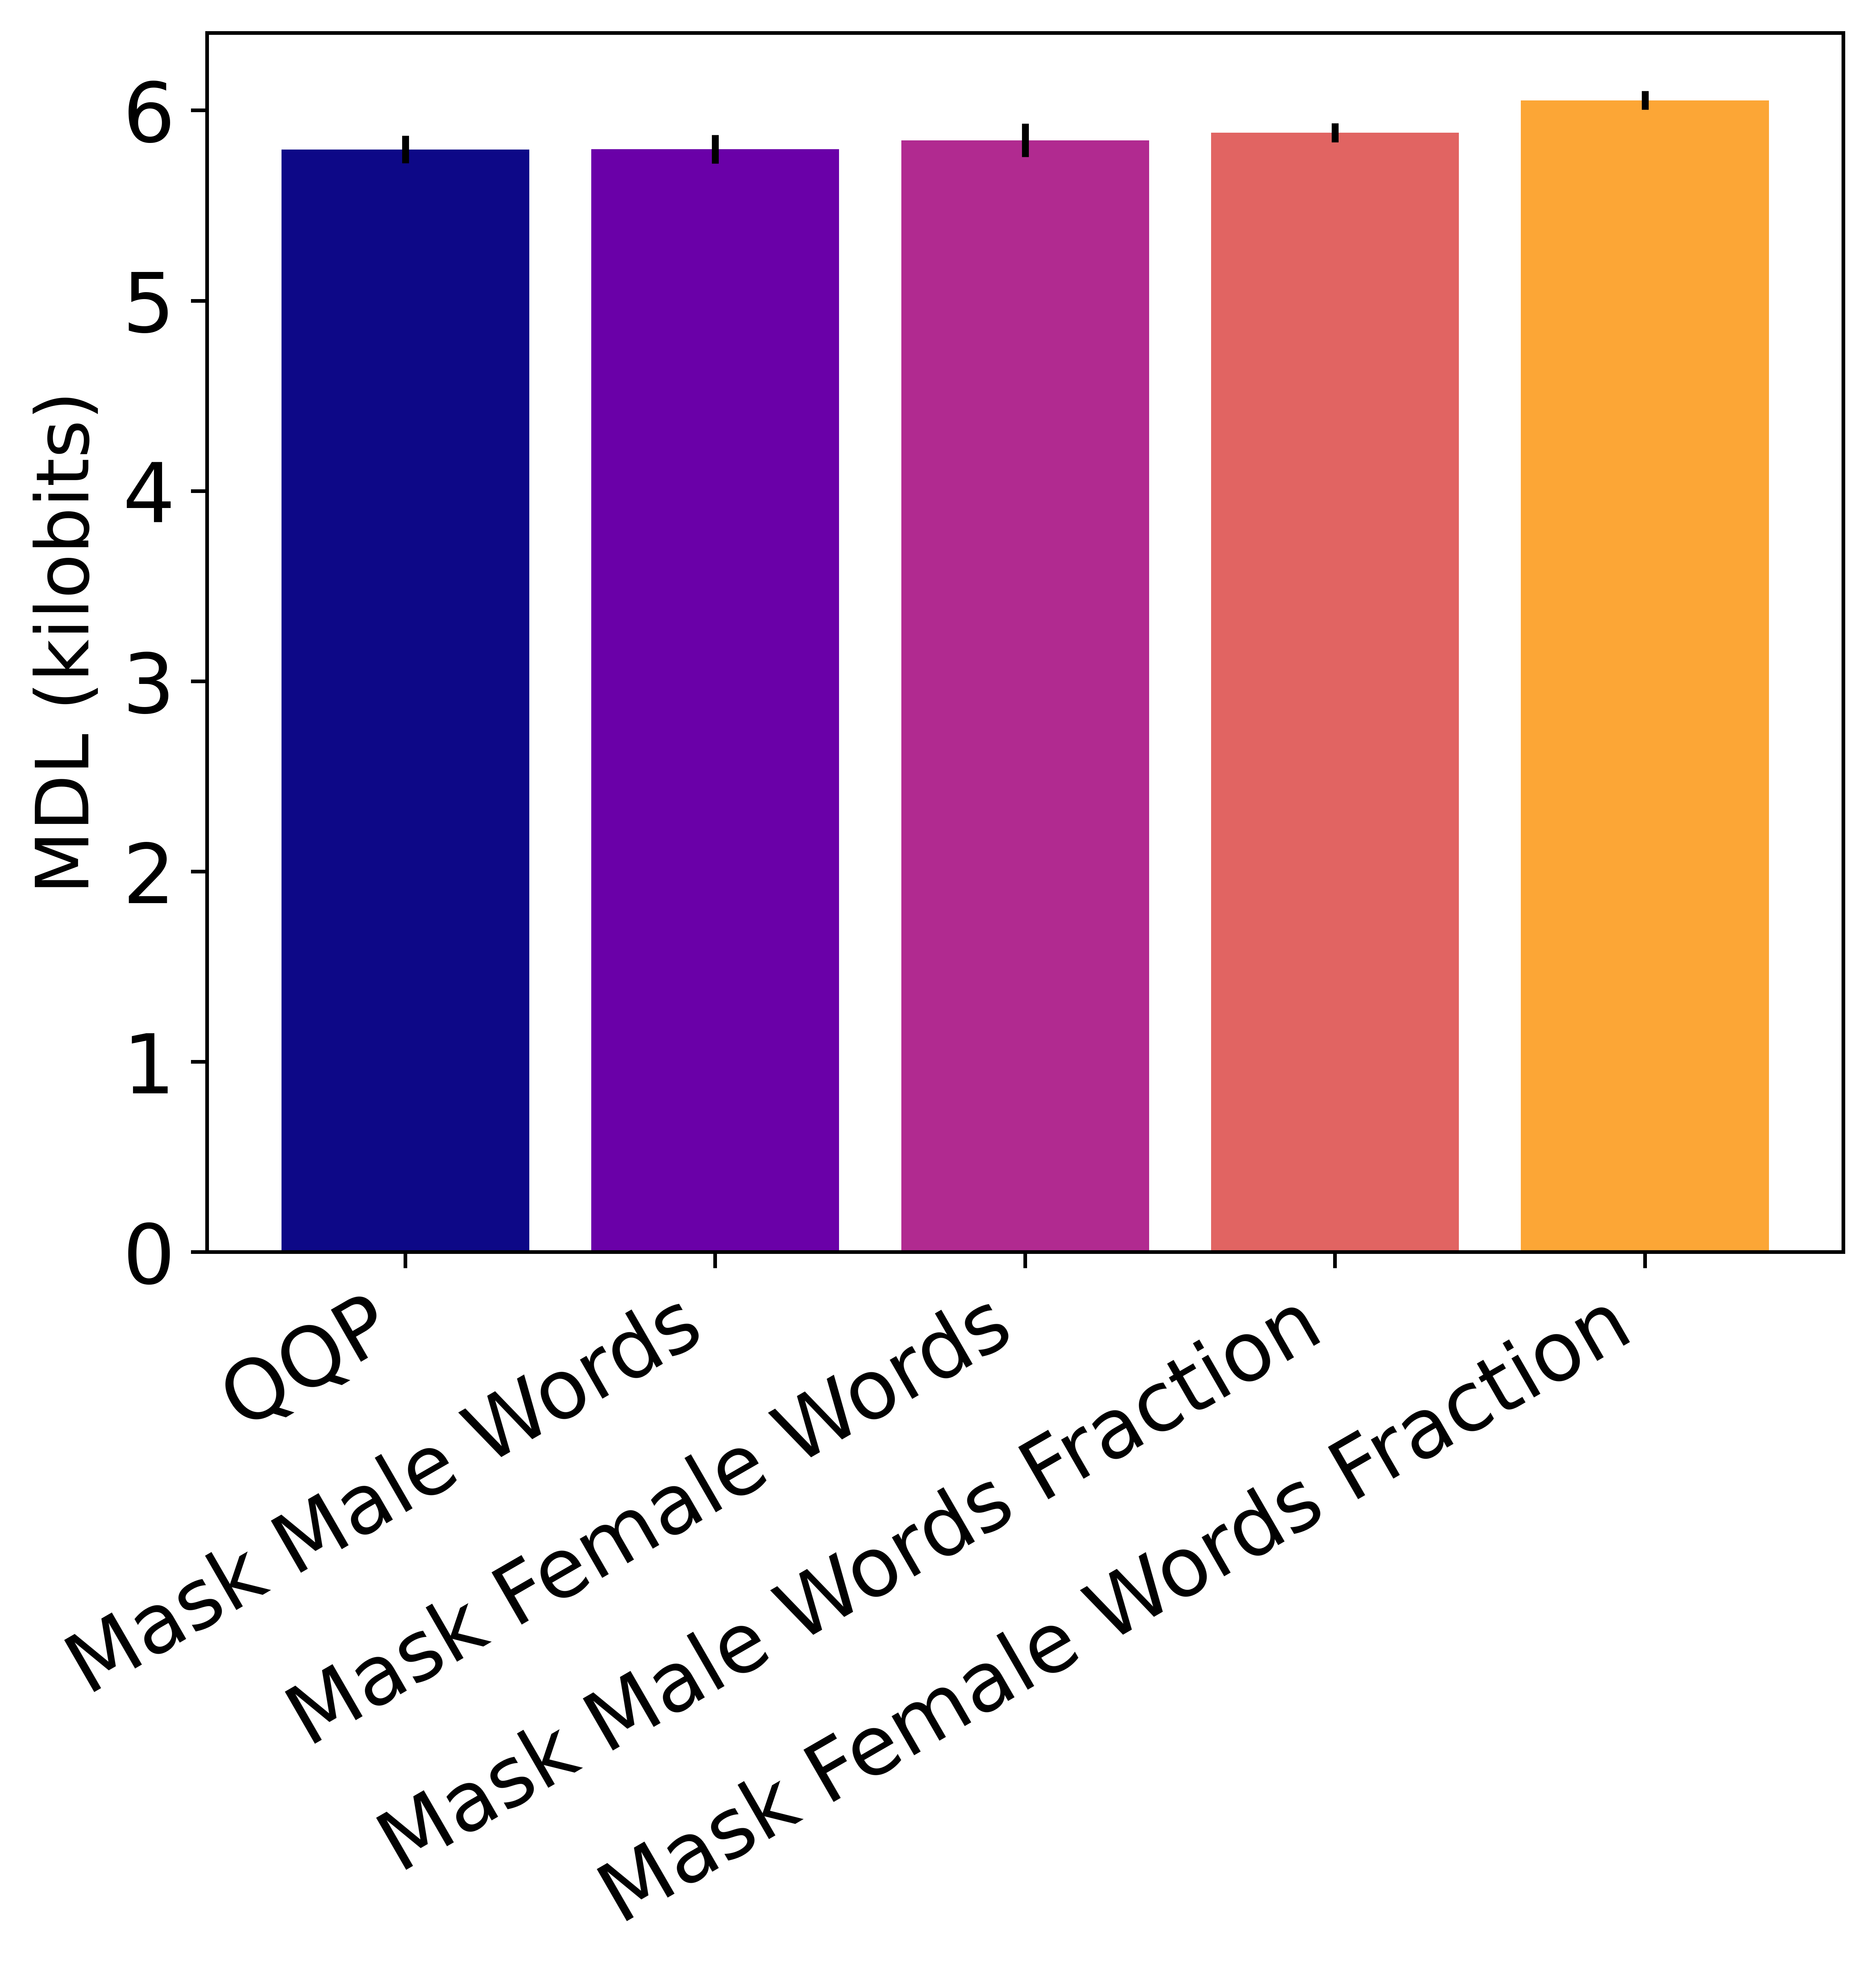 MDL (kilobits)
6
5
4
3
2
1
0
QQP
Mask Male Words
Mask Female Words
Mask Male Words Fraction
Mask Female Words Fraction